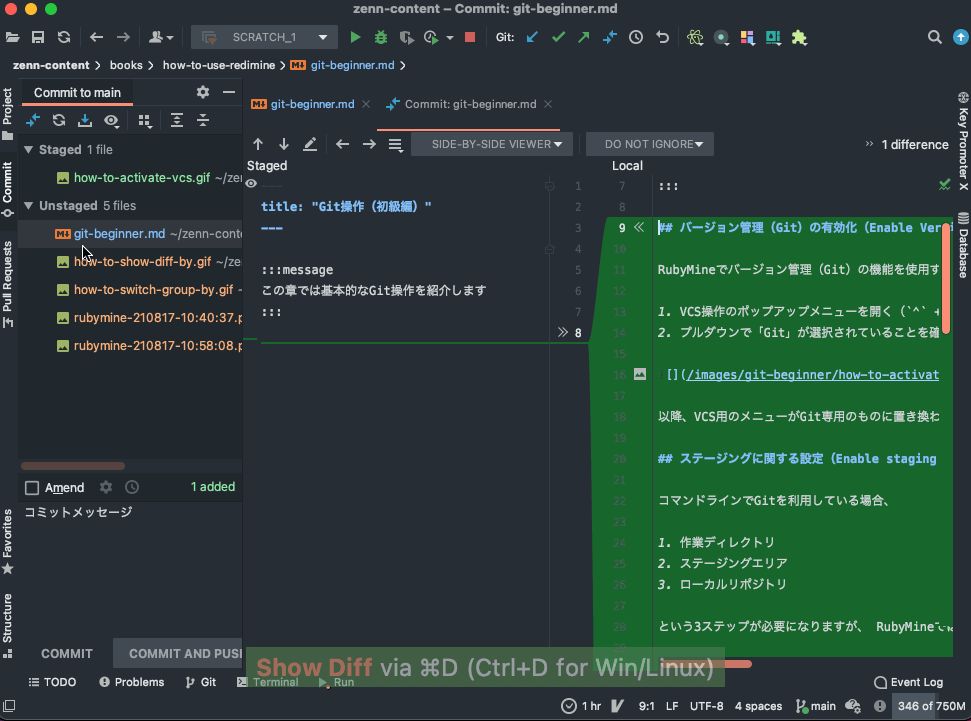 zenn-content – Commit: git-beginner.md
SCRATCH_1
Git:
zenn-content
books
how-to-use-redimine
git-beginner.md
Project
Commit
Pull Requests
Favorites
Structure
Commit to main
Staged 1 file
how-to-activate-vcs.gif ~/zen
Unstaged 5 files
git-beginner.md ~/zenn-conte
how-to-show-diff-by.gif ~/ze
how-to-switch-group-by.gif ~
rubymine-210817-10:40:37.p
rubymine-210817-10:58:08.p
Amend
1 added
コミットメッセージ
COMMIT
COMMIT AND PUS
git-beginner.md
Commit: git-beginner.md
SIDE-BY-SIDE VIEWER
DO NOT IGNORE
1 difference
Staged
Local
---
title: "Git操作（初級編）"
---
:::message
この章では基本的なGit操作を紹介します
:::
1
2
3
4
5
6
7
8
7 :::
8
9 ## バージョン管理（Git）の有効化（Enable Ver
10
11 RubyMineでバージョン管理（Git）の機能を使用す
12
13 1. VCS操作のポップアップメニューを開く（`^` +
14 2. プルダウンで「Git」が選択されていることを確
15
16 [](/images/git-beginner/how-to-activat
17
18 以降、VCS用のメニューがGit専用のものに置き換わ
19
20 ## ステージングに関する設定（Enable staging
21
22 コマンドラインでGitを利用している場合、
23
24 1. 作業ディレクトリ
25 2. ステージングエリア
26 3. ローカルリポジトリ
27
28 という3ステップが必要になりますが、 RubyMineで
Key Promoter X
Database
Show Diff via ⌘D (Ctrl+D for Win/Linux)
TODO
Problems
Git
Terminal
Run
Event Log
1 hr
9:1
LF
UTF-8
4 spaces
main
346 of 750M